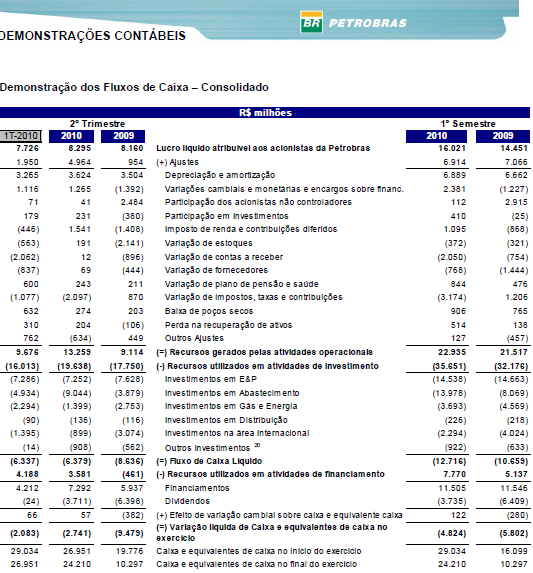 BR PETROBRAS
DEMONSTRAÇÕES CONTÁBEIS
Demonstração dos Fluxos de Caixa – Consolidado
R$ milhões
2º Trimestre 1º Semestre
1T-2010 2010 2009 2010 2009
7.726 8.295 8.160 Lucro líquido atribuível aos acionistas da Petrobras 16.021 14.451
1.950 4.964 954 (+) Ajustes 6.914 7.066
3.265 3.624 3.504 Depreciação e amortização 6.889 6.662
1.116 1.265 (1.392) Variações cambiais e monetárias e encargos sobre financ. 2.381 (1.227)
71 41 2.484 Participação dos acionistas não controladores 112 2.915
179 231 (380) Participação em investimentos 410 (25)
(446) 1.541 (1.408) Imposto de renda e contribuições diferidos 1.095 (868)
(563) 191 (2.141) Variação de estoques (372) (321)
(2.062) 12 (896) Variação de contas a receber (2.050) (754)
(837) 69 (444) Variação de fornecedores (768) (1.444)
600 243 211 Variação de plano de pensão e saúde 844 476
(1.077) (2.097) 870 Variação de impostos, taxas e contribuições (3.174) 1.206
632 274 203 Baixa de poços secos 906 765
310 204 (106) Perda na recuperação de ativos 514 138
762 (634) 449 Outros Ajustes 127 (457)
9.676 13.259 9.114 (=) Recursos gerados pelas atividades operacionais 22.935 21.517
(16.013) (19.638) (17.750) (-) Recursos utilizados em atividades de investimento (35.651) (32.176)
(7.286) (7.252) (7.628) Investimentos em E&P (14.538) (14.663)
(4.934) (9.044) (3.879) Investimentos em Abastecimento (13.978) (8.069)
(2.294) (1.399) (2.753) Investimentos em Gás e Energia (3.693) (4.569)
(90) (136) (116) Investimentos em Distribuição (226) (218)
(1.395) (899) (3.074) Investimentos na área Internacional (2.294) (4.024)
(14) (908) (562) Outros investimentos 20 (922) (633)
(6.337) (6.379) (8.636) (=) Fluxo de Caixa Líquido (12.716) (10.659)
4.188 3.581 (461) (-) Recursos utilizados em atividades de financiamento 7.770 5.137
4.212 7.292 5.937 Financiamentos 11.505 11.546
(24) (3.711) (6.398) Dividendos (3.735) (6.409)
66 57 (382) (+) Efeito de variação cambial sobre caixa e equivalente caixa 122 (280)
(2.083) (2.741) (9.479) (=) Variação líquida de Caixa e equivalentes de caixa no exercício (4.824) (5.802)
29.034 26.951 19.776 Caixa e equivalentes de caixa no início do exercício 29.034 16.099
26.951 24.210 10.297 Caixa e equivalentes de caixa no final do exercício 24.210 10.297